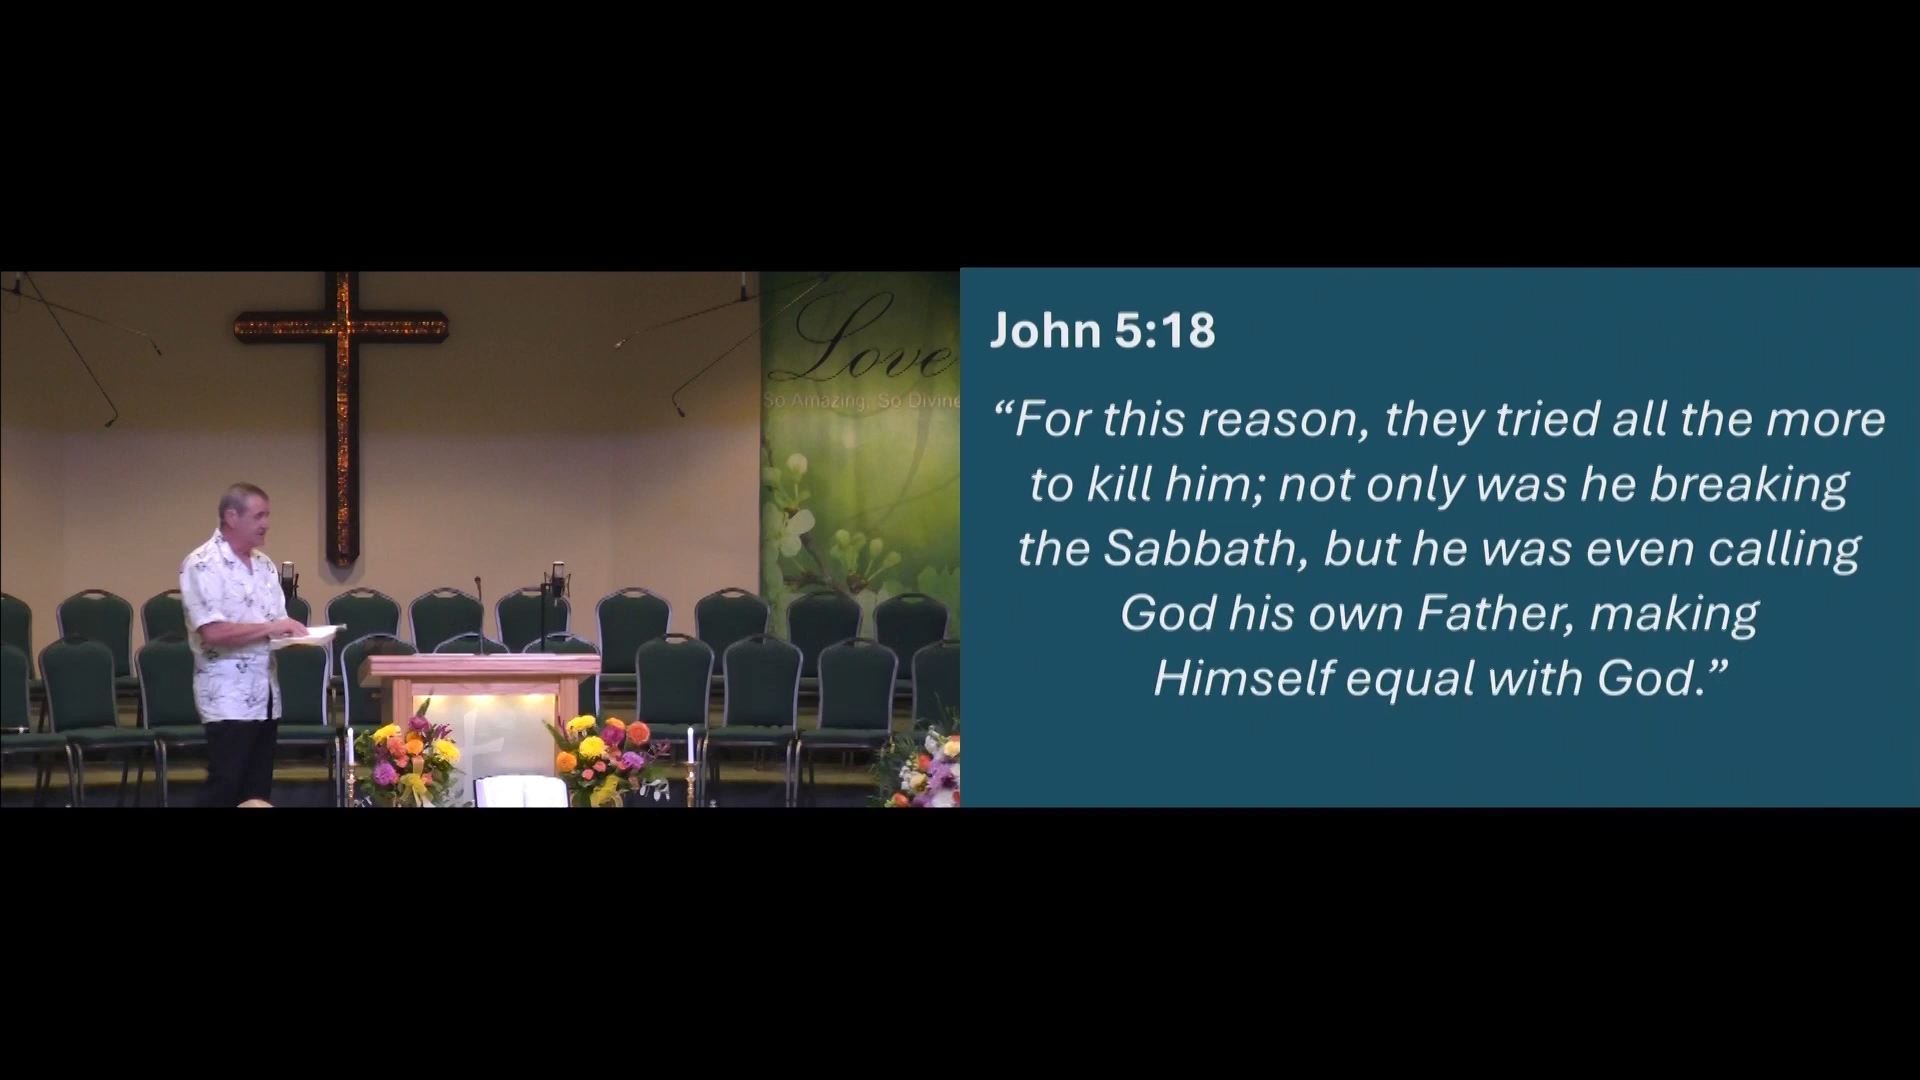 Love
So Amazing, So Divine
John 5:18
“For this reason, they tried all the more
to kill him; not only was he breaking
the Sabbath, but he was even calling
God his own Father, making
Himself equal with God.”